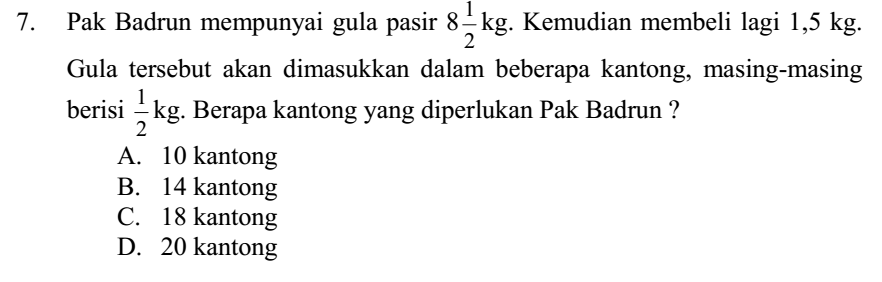 7. Pak Badrun mempunyai gula pasir 8 1/2 kg. Kemudian membeli lagi 1,5 kg.
Gula tersebut akan dimasukkan dalam beberapa kantong, masing-masing
berisi 1/2 kg. Berapa kantong yang diperlukan Pak Badrun ?
A. 10 kantong
B. 14 kantong
C. 18 kantong
D. 20 kantong